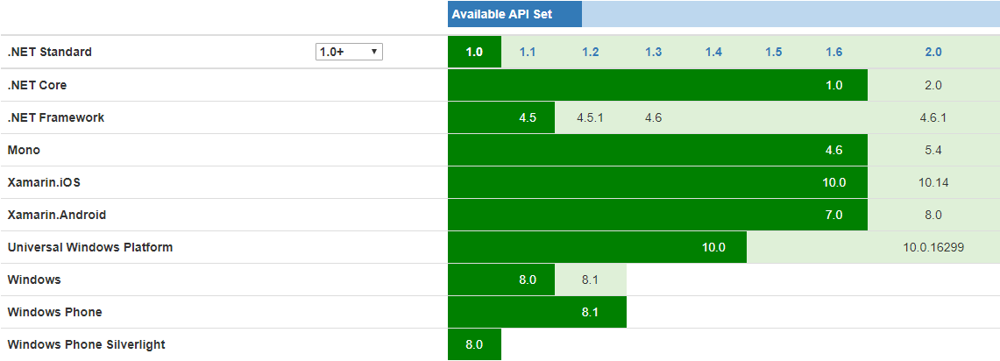 Available API Set
.NET Standard 1.0+ 1.0 1.1 1.2 1.3 1.4 1.5 1.6 2.0
.NET Core 1.0 2.0
.NET Framework 4.5 4.5.1 4.6 4.6.1
Mono 4.6 5.4
Xamarin.iOS 10.0 10.14
Xamarin.Android 7.0 8.0
Universal Windows Platform 10.0 10.0.16299
Windows 8.0 8.1
Windows Phone 8.1
Windows Phone Silverlight 8.0